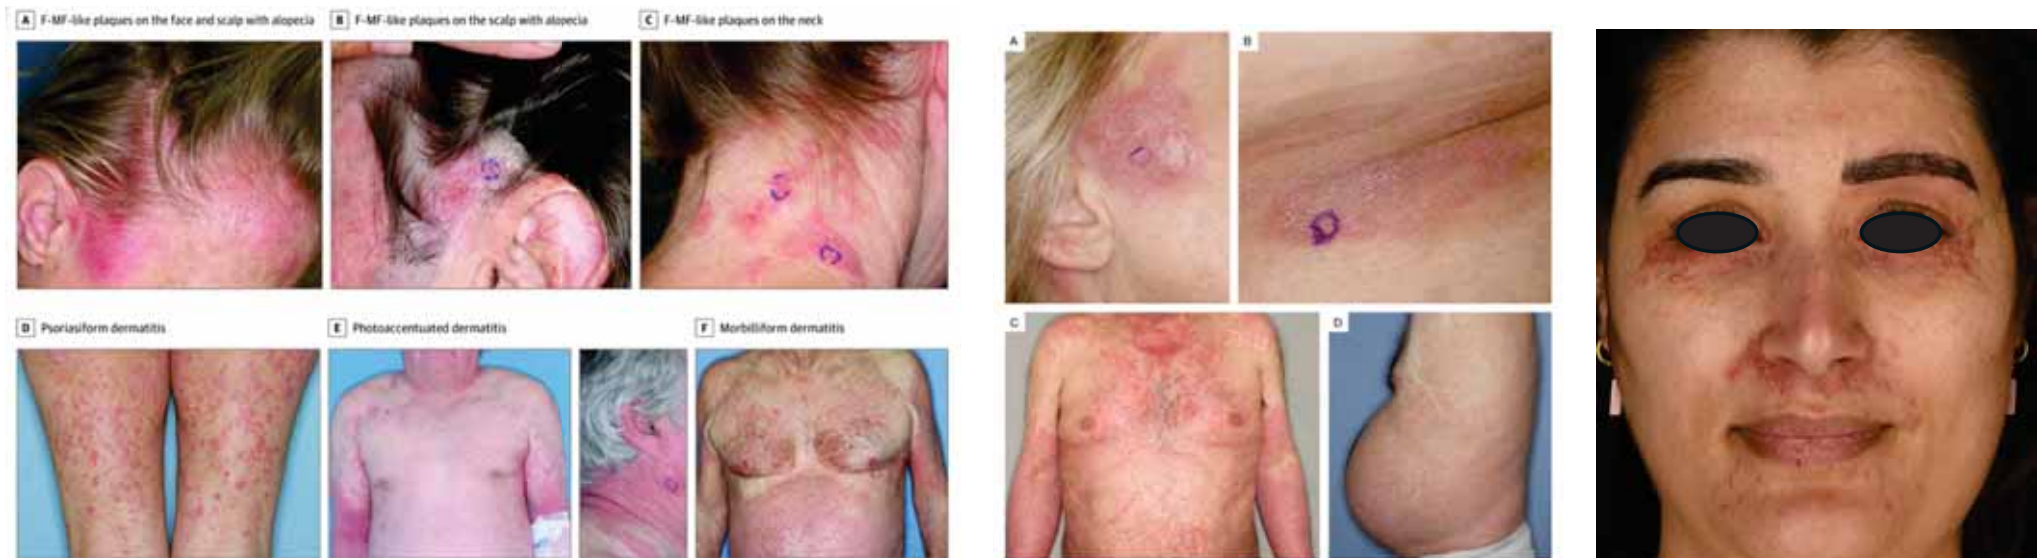 A F-MF-like plaques on the face and scalp with alopecia
B F-MF-like plaques on the scalp with alopecia
C F-MF-like plaques on the neck
D Psoriasiform dermatitis
E Photoaccentuated dermatitis
F Morbilliform dermatitis
A
B
C
D